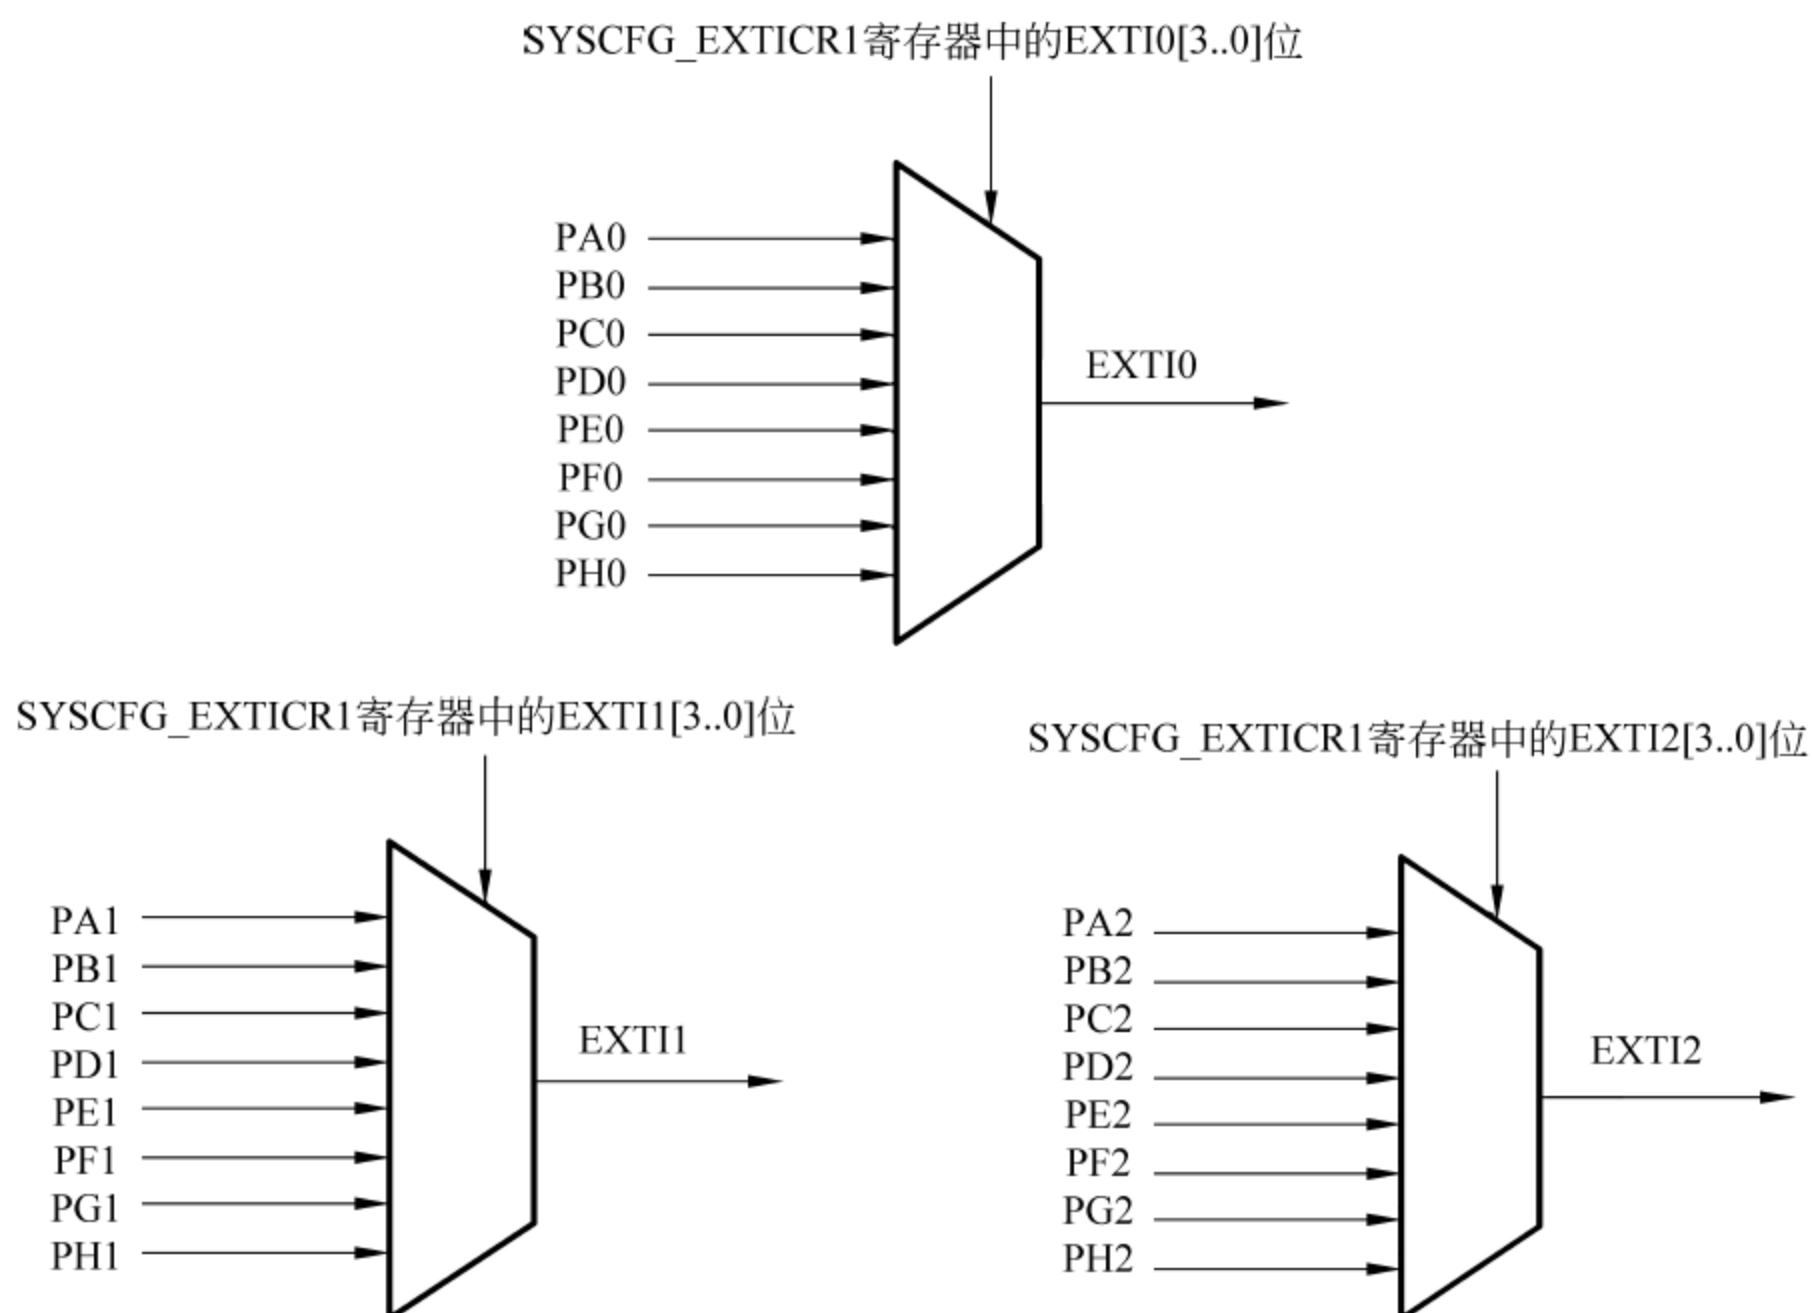 SYSCFG_EXTICR1寄存器中的EXTI0[3..0]位
PA0
PB0
PC0
PD0
PE0
PF0
PG0
PH0
EXTI0
SYSCFG_EXTICR1寄存器中的EXTI1[3..0]位
PA1
PB1
PC1
PD1
PE1
PF1
PG1
PH1
EXTI1
SYSCFG_EXTICR1寄存器中的EXTI2[3..0]位
PA2
PB2
PC2
PD2
PE2
PF2
PG2
PH2
EXTI2